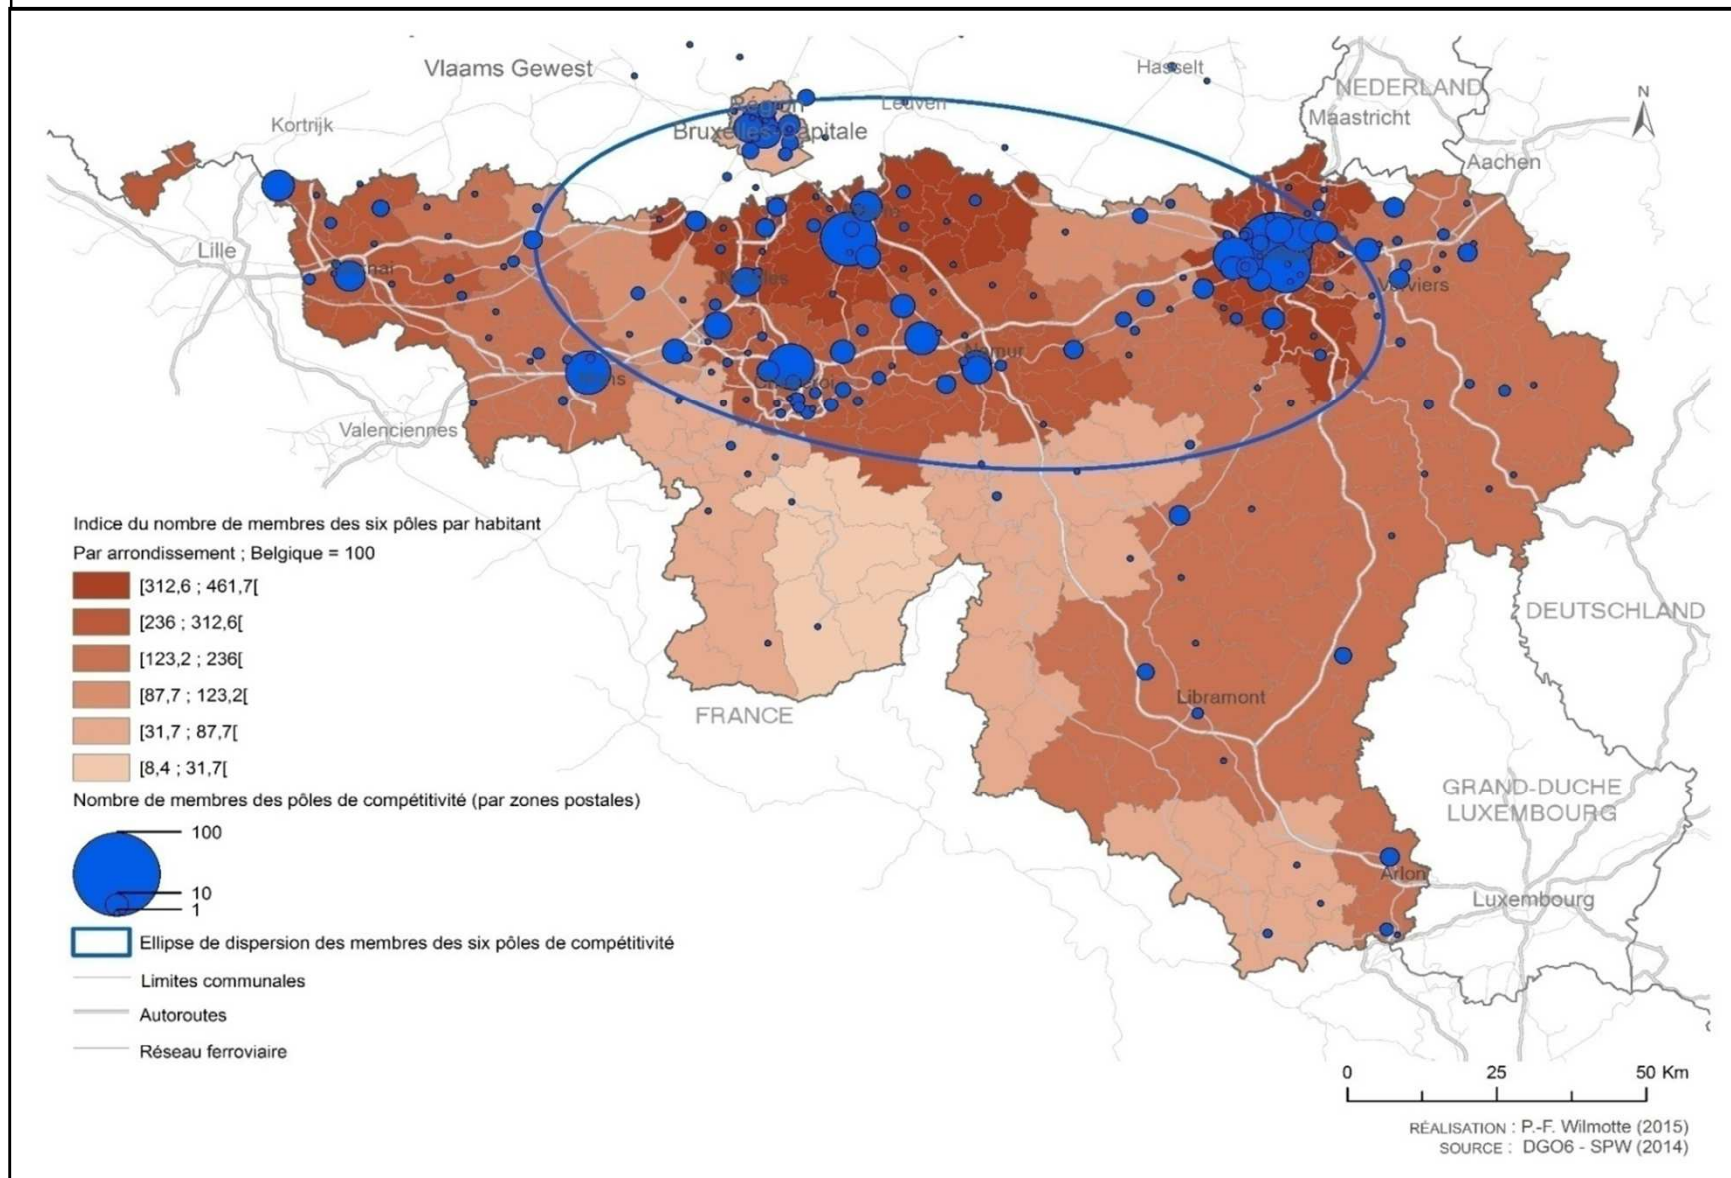 Vlaams Gewest
Hasselt
NEDERLAND
Maastricht
N
Kortrijk
Région
Leuven
Bruxelles-Capitale
Aachen
Lille
Verviers
Namur
Mons
Charleroi
Valenciennes
Indice du nombre de membres des six pôles par habitant
Par arrondissement ; Belgique = 100
[312,6 ; 461,7[
[236 ; 312,6[
[123,2 ; 236[
[87,7 ; 123,2[
[31,7 ; 87,7[
[8,4 ; 31,7[
DEUTSCHLAND
Libramont
FRANCE
GRAND-DUCHE
LUXEMBOURG
Nombre de membres des pôles de compétitivité (par zones postales)
100
10
1
Arlon
Luxembourg
Ellipse de dispersion des membres des six pôles de compétitivité
Limites communales
Autoroutes
Réseau ferroviaire
0 25 50 Km
RÉALISATION : P.-F. Wilmotte (2015)
SOURCE : DGO6 - SPW (2014)